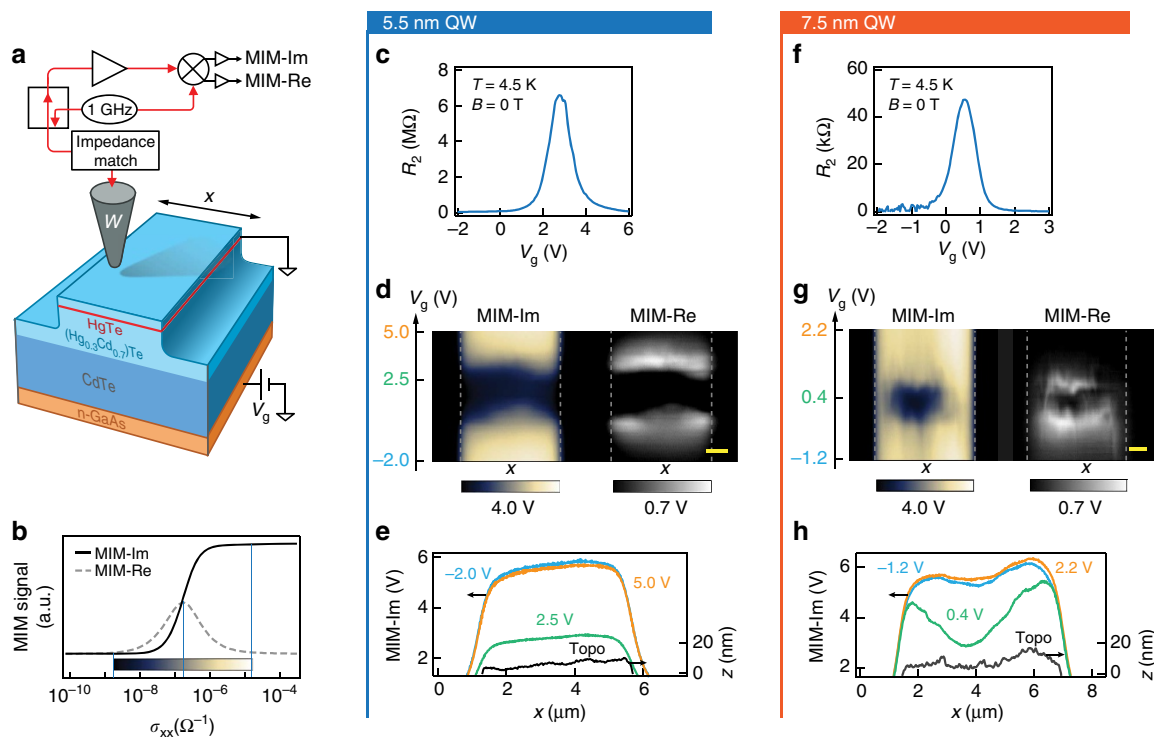 5.5 nm QW
7.5 nm QW
a
MIM-Im
MIM-Re
1 GHz
Impedance
match
W
x
HgTe
(Hg0.3Cd0.7)Te
CdTe
n-GaAs
Vg
b
MIM-Im
MIM-Re
MIM signal
(a.u.)
10⁻¹⁰ 10⁻⁸ 10⁻⁶ 10⁻⁴
σxx(Ω⁻¹)
c
T = 4.5 K
B = 0 T
R2 (MΩ)
8
6
4
2
0
−2 0 2 4 6
Vg (V)
d
Vg (V)
MIM-Im MIM-Re
5.0
2.5
−2.0
x x
4.0 V 0.7 V
e
−2.0 V
5.0 V
2.5 V
Topo
MIM-Im (V)
6
4
2
20
0
z (nm)
0 2 4 6
x (μm)
f
T = 4.5 K
B = 0 T
R2 (kΩ)
60
40
20
0
−2 −1 0 1 2 3
Vg (V)
g
Vg (V)
MIM-Im MIM-Re
2.2
0.4
−1.2
x x
4.0 V 0.7 V
h
−1.2 V
2.2 V
0.4 V
Topo
MIM-Im (V)
6
4
2
20
0
z (nm)
0 2 4 6 8
x (μm)